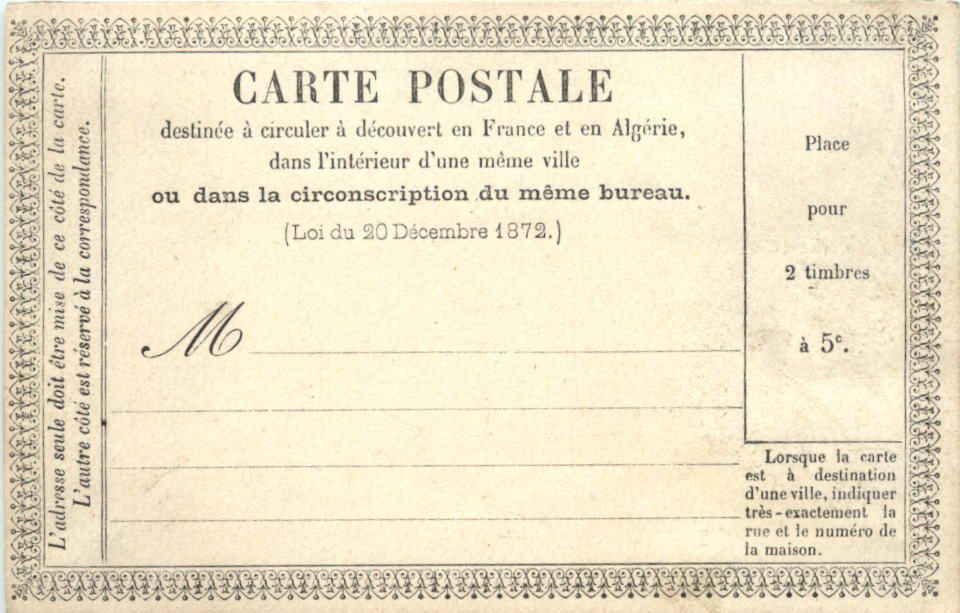 CARTE POSTALE
destinée à circuler à découvert en France et en Algérie,
dans l'intérieur d'une même ville
ou dans la circonscription du même bureau.
(Loi du 20 Décembre 1872.)
M
L'adresse seule doit être mise de ce côté de la carte.
L'autre côté est réservé à la correspondance.
Place
pour
2 timbres
à 5c.
Lorsque la carte
est à destination
d'une ville, indiquer
très-exactement la
rue et le numéro de
la maison.